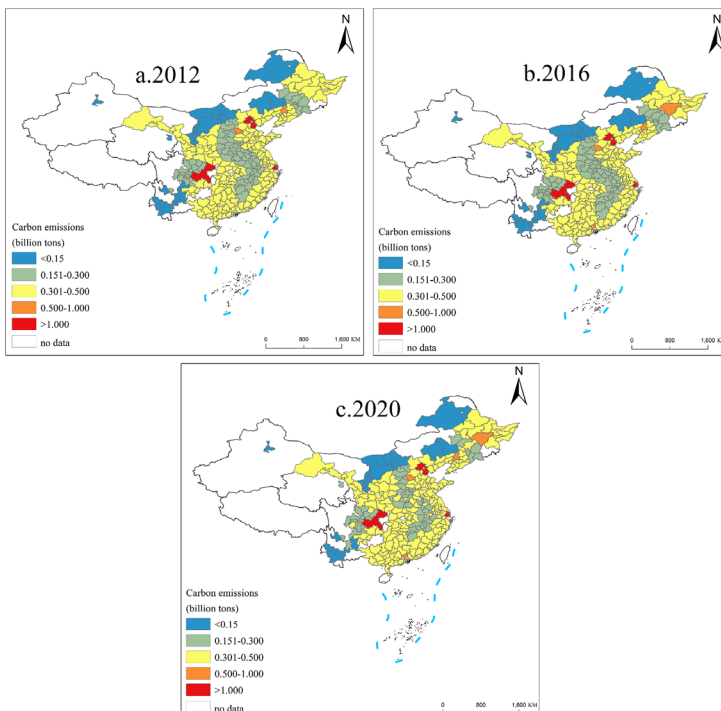 N
a.2012
Carbon emissions
(billion tons)
<0.15
0.151-0.300
0.301-0.500
0.500-1.000
>1.000
no data
0 800 1,600 KM
N
b.2016
Carbon emissions
(billion tons)
<0.15
0.151-0.300
0.301-0.500
0.500-1.000
>1.000
no data
0 800 1,600 KM
N
c.2020
Carbon emissions
(billion tons)
<0.15
0.151-0.300
0.301-0.500
0.500-1.000
>1.000
no data
0 800 1,600 KM